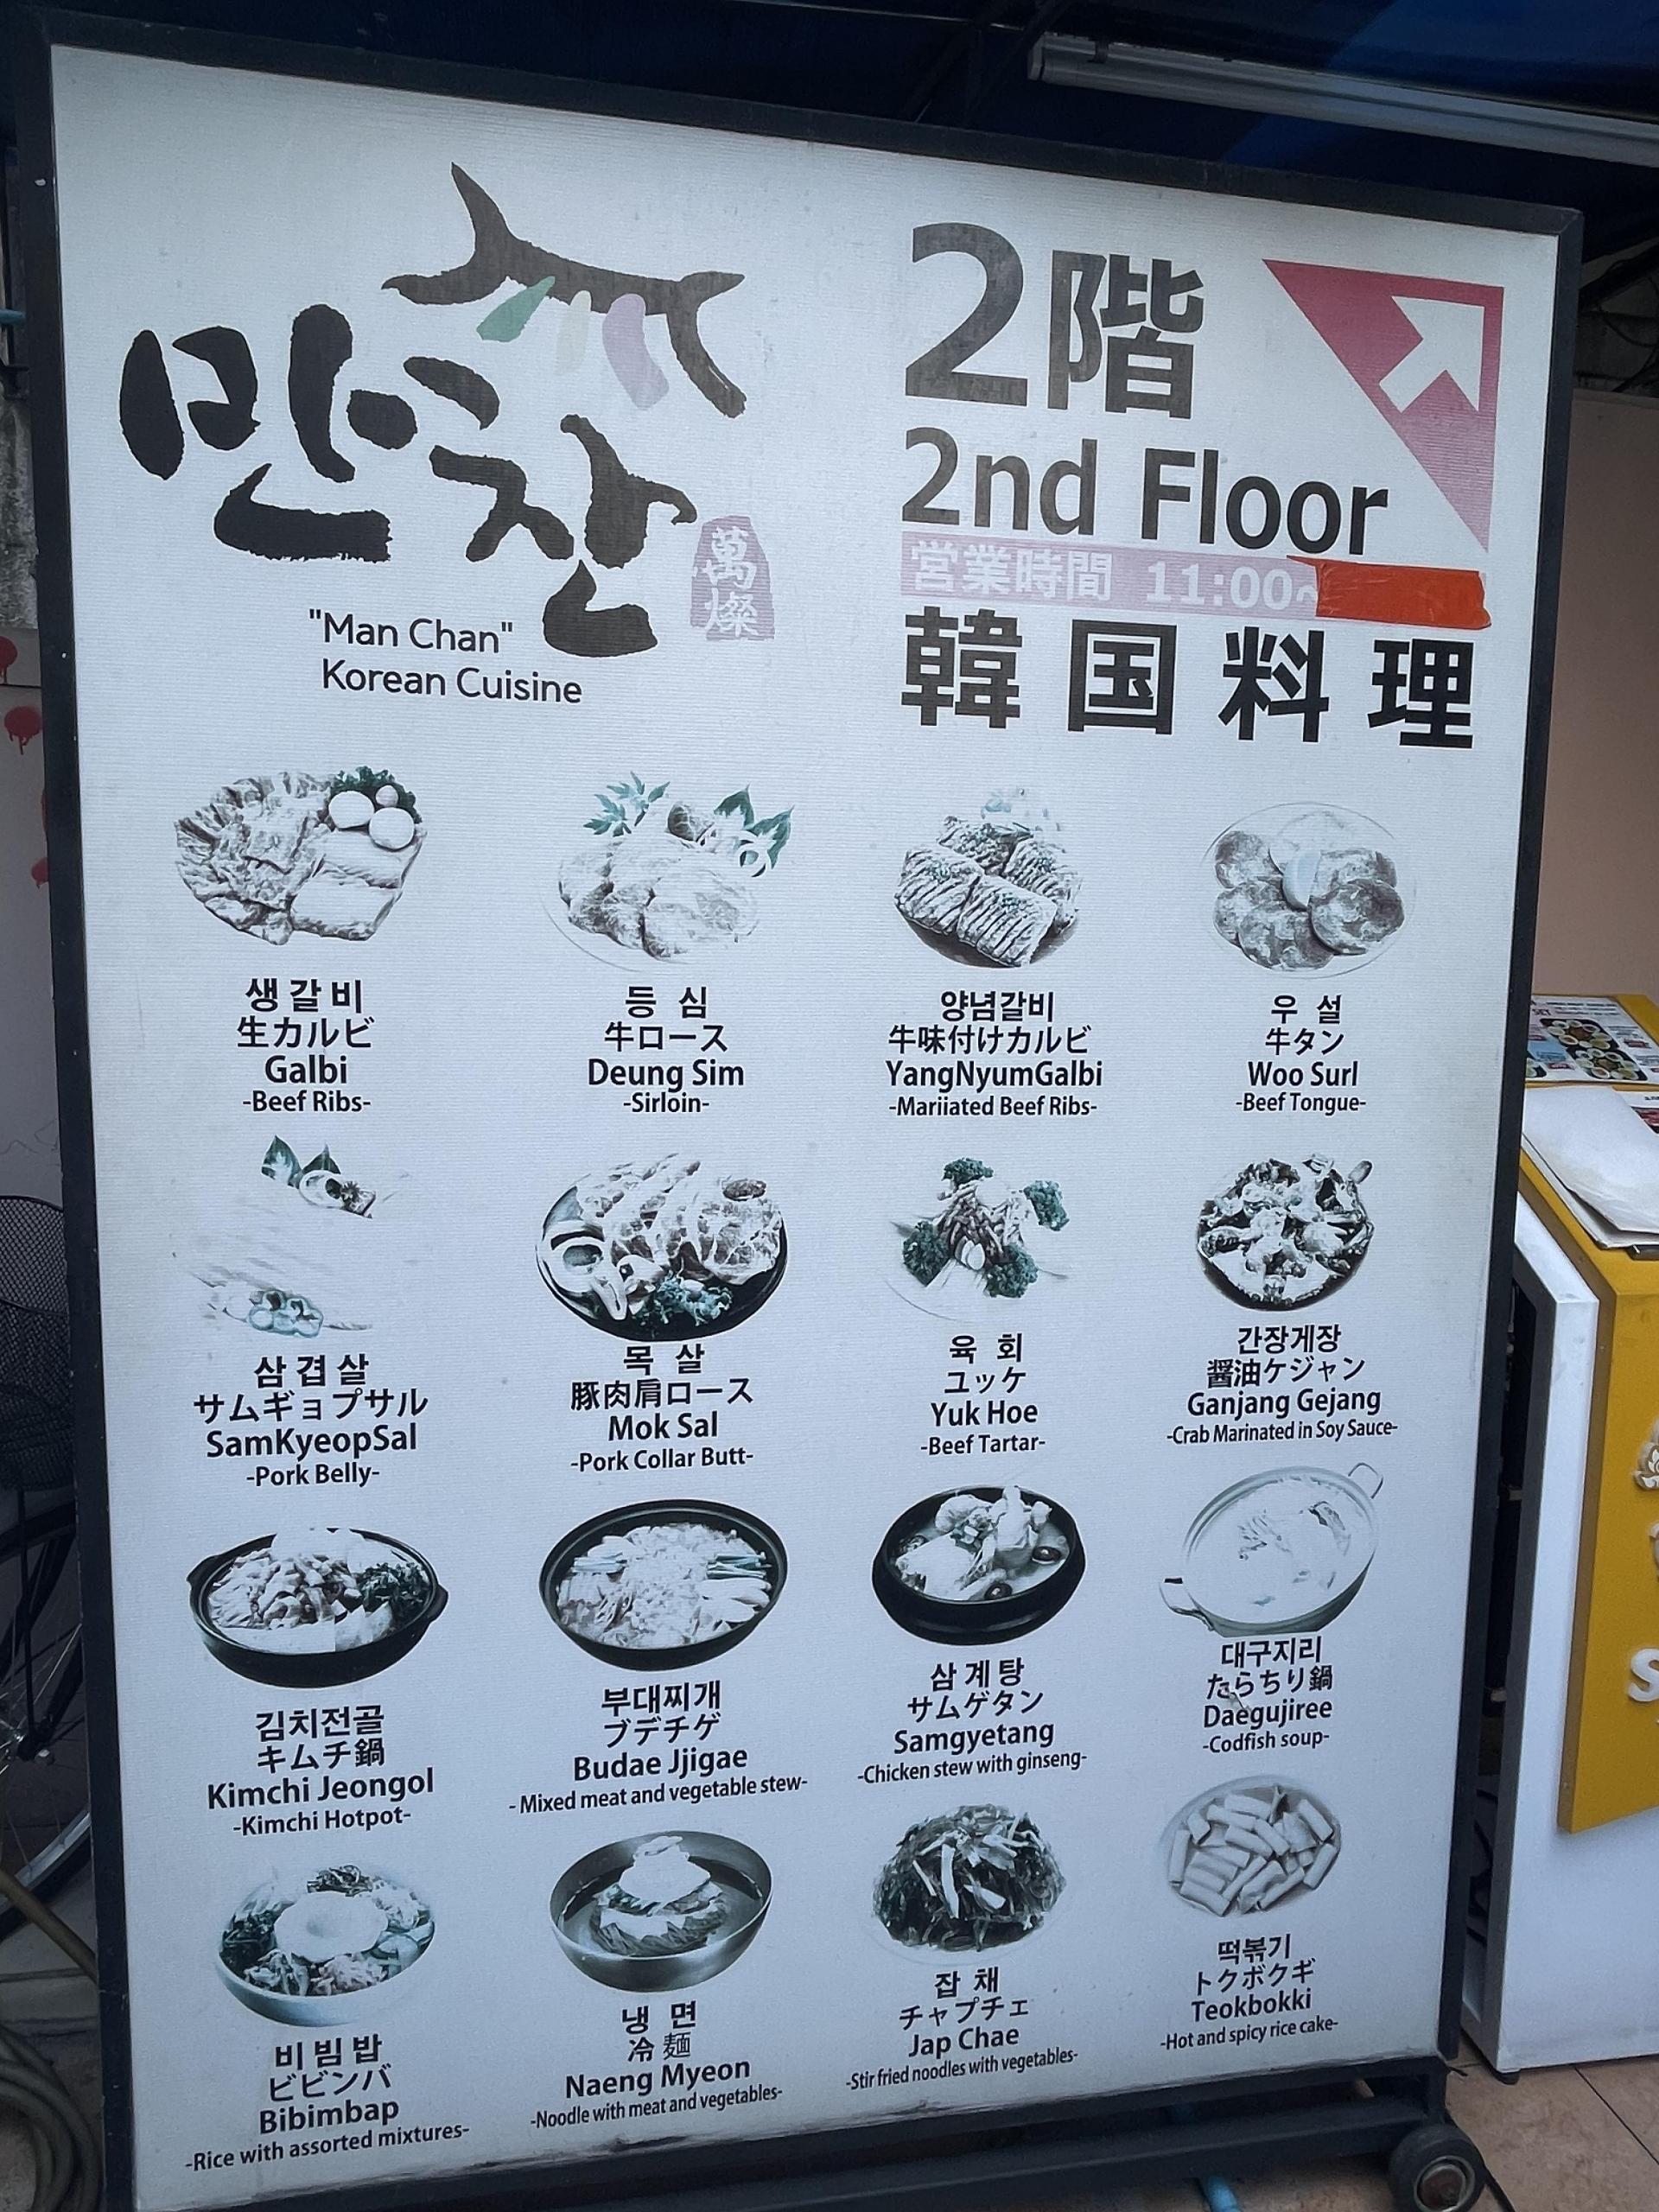 만찬
萬燦
"Man Chan"
Korean Cuisine
2階
2nd Floor
営業時間 11:00~
韓国料理
생갈비
生カルビ
Galbi
-Beef Ribs-
등심
牛ロース
Deung Sim
-Sirloin-
양념갈비
牛味付けカルビ
YangNyumGalbi
-Mariiated Beef Ribs-
우설
牛タン
Woo Surl
-Beef Tongue-
삼겹살
サムギョプサル
SamKyeopSal
-Pork Belly-
목살
豚肉肩ロース
Mok Sal
-Pork Collar Butt-
육회
ユッケ
Yuk Hoe
-Beef Tartar-
간장게장
醤油ケジャン
Ganjang Gejang
-Crab Marinated in Soy Sauce-
김치전골
キムチ鍋
Kimchi Jeongol
-Kimchi Hotpot-
부대찌개
ブデチゲ
Budae Jjigae
- Mixed meat and vegetable stew-
삼계탕
サムゲタン
Samgyetang
-Chicken stew with ginseng-
대구지리
たらちり鍋
Daegujiree
-Codfish soup-
비빔밥
ビビンバ
Bibimbap
-Rice with assorted mixtures-
냉면
冷麺
Naeng Myeon
-Noodle with meat and vegetables-
잡채
チャプチェ
Jap Chae
-Stir fried noodles with vegetables-
떡볶기
トクボクギ
Teokbokki
-Hot and spicy rice cake-